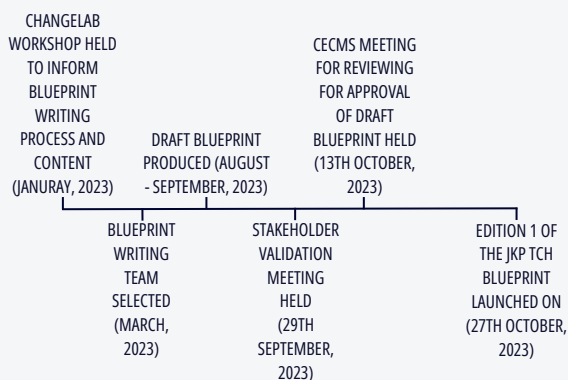 CHANGELAB
WORKSHOP HELD
TO INFORM
BLUEPRINT
WRITING
PROCESS AND
CONTENT
(JANURAY, 2023)
BLUEPRINT
WRITING
TEAM
SELECTED
(MARCH,
2023)
DRAFT BLUEPRINT
PRODUCED (AUGUST
- SEPTEMBER, 2023)
STAKEHOLDER
VALIDATION
MEETING
HELD
(29TH
SEPTEMBER,
2023)
CECMS MEETING
FOR REVIEWING
FOR APPROVAL
OF DRAFT
BLUEPRINT HELD
(13TH OCTOBER,
2023)
EDITION 1 OF
THE JKP TCH
BLUEPRINT
LAUNCHED ON
(27TH OCTOBER,
2023)